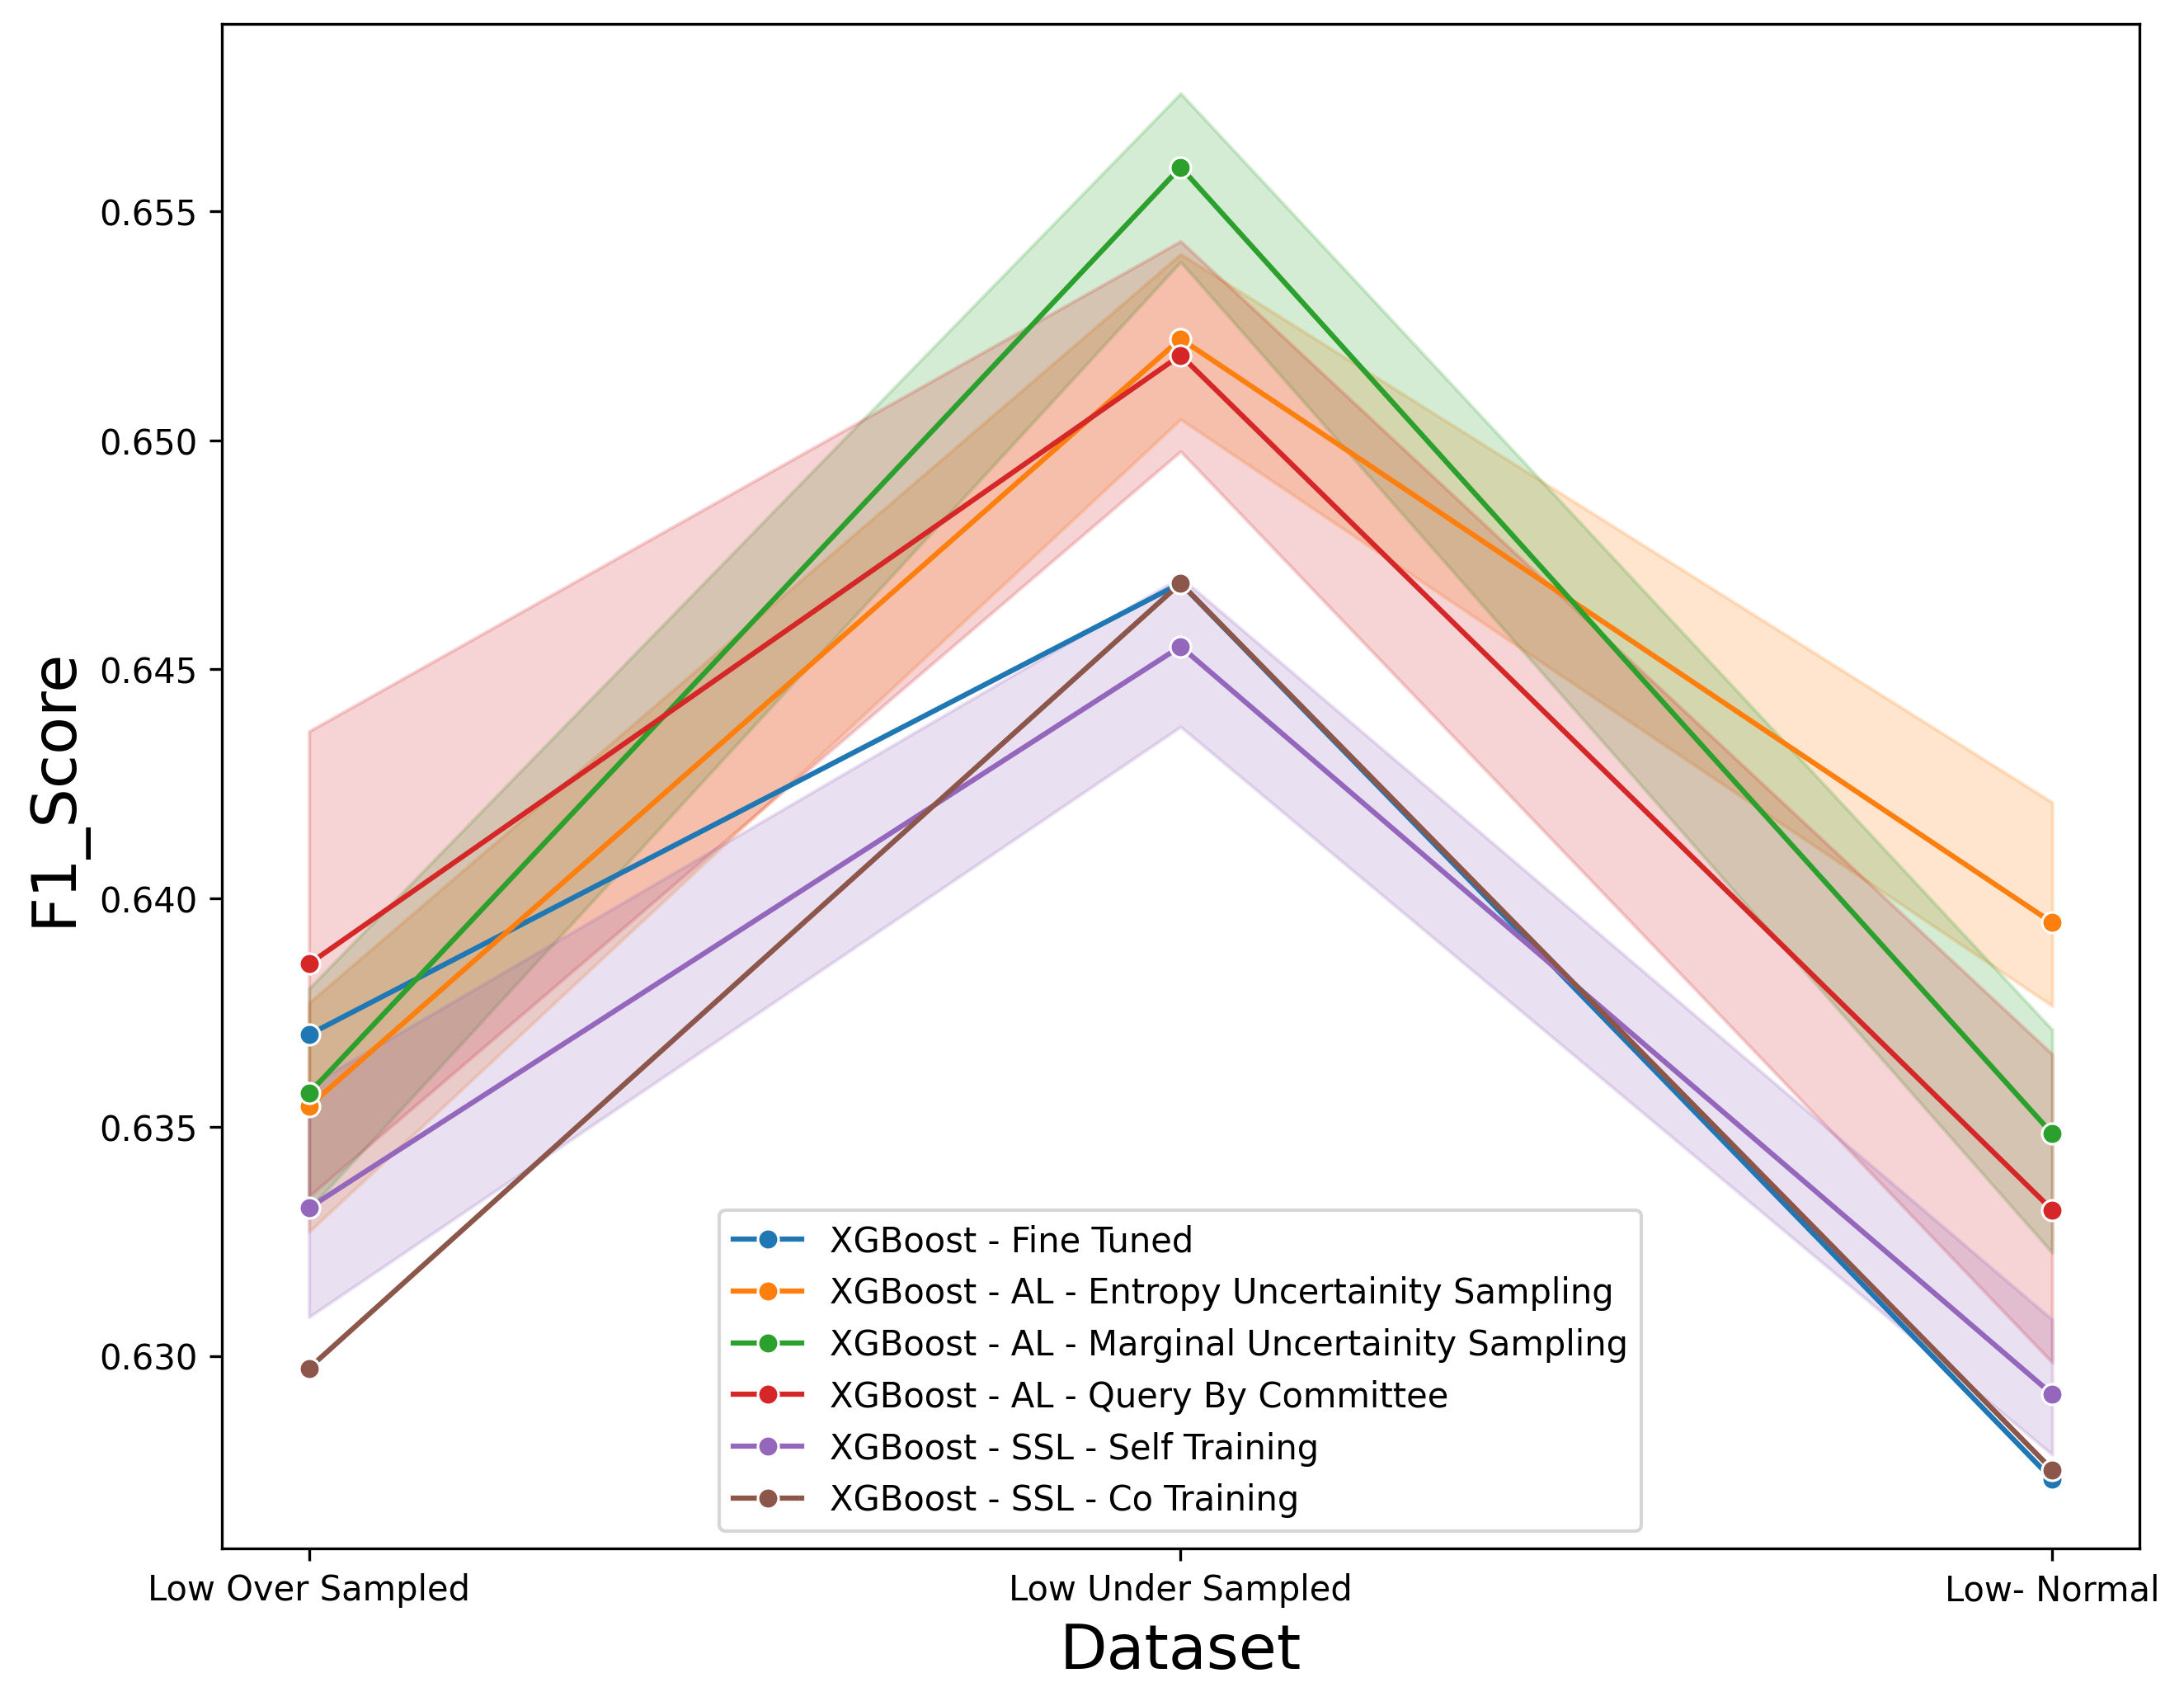 F1_Score
0.655
0.650
0.645
0.640
0.635
0.630
XGBoost - Fine Tuned
XGBoost - AL - Entropy Uncertainity Sampling
XGBoost - AL - Marginal Uncertainity Sampling
XGBoost - AL - Query By Committee
XGBoost - SSL - Self Training
XGBoost - SSL - Co Training
Low Over Sampled
Low Under Sampled
Low- Normal
Dataset